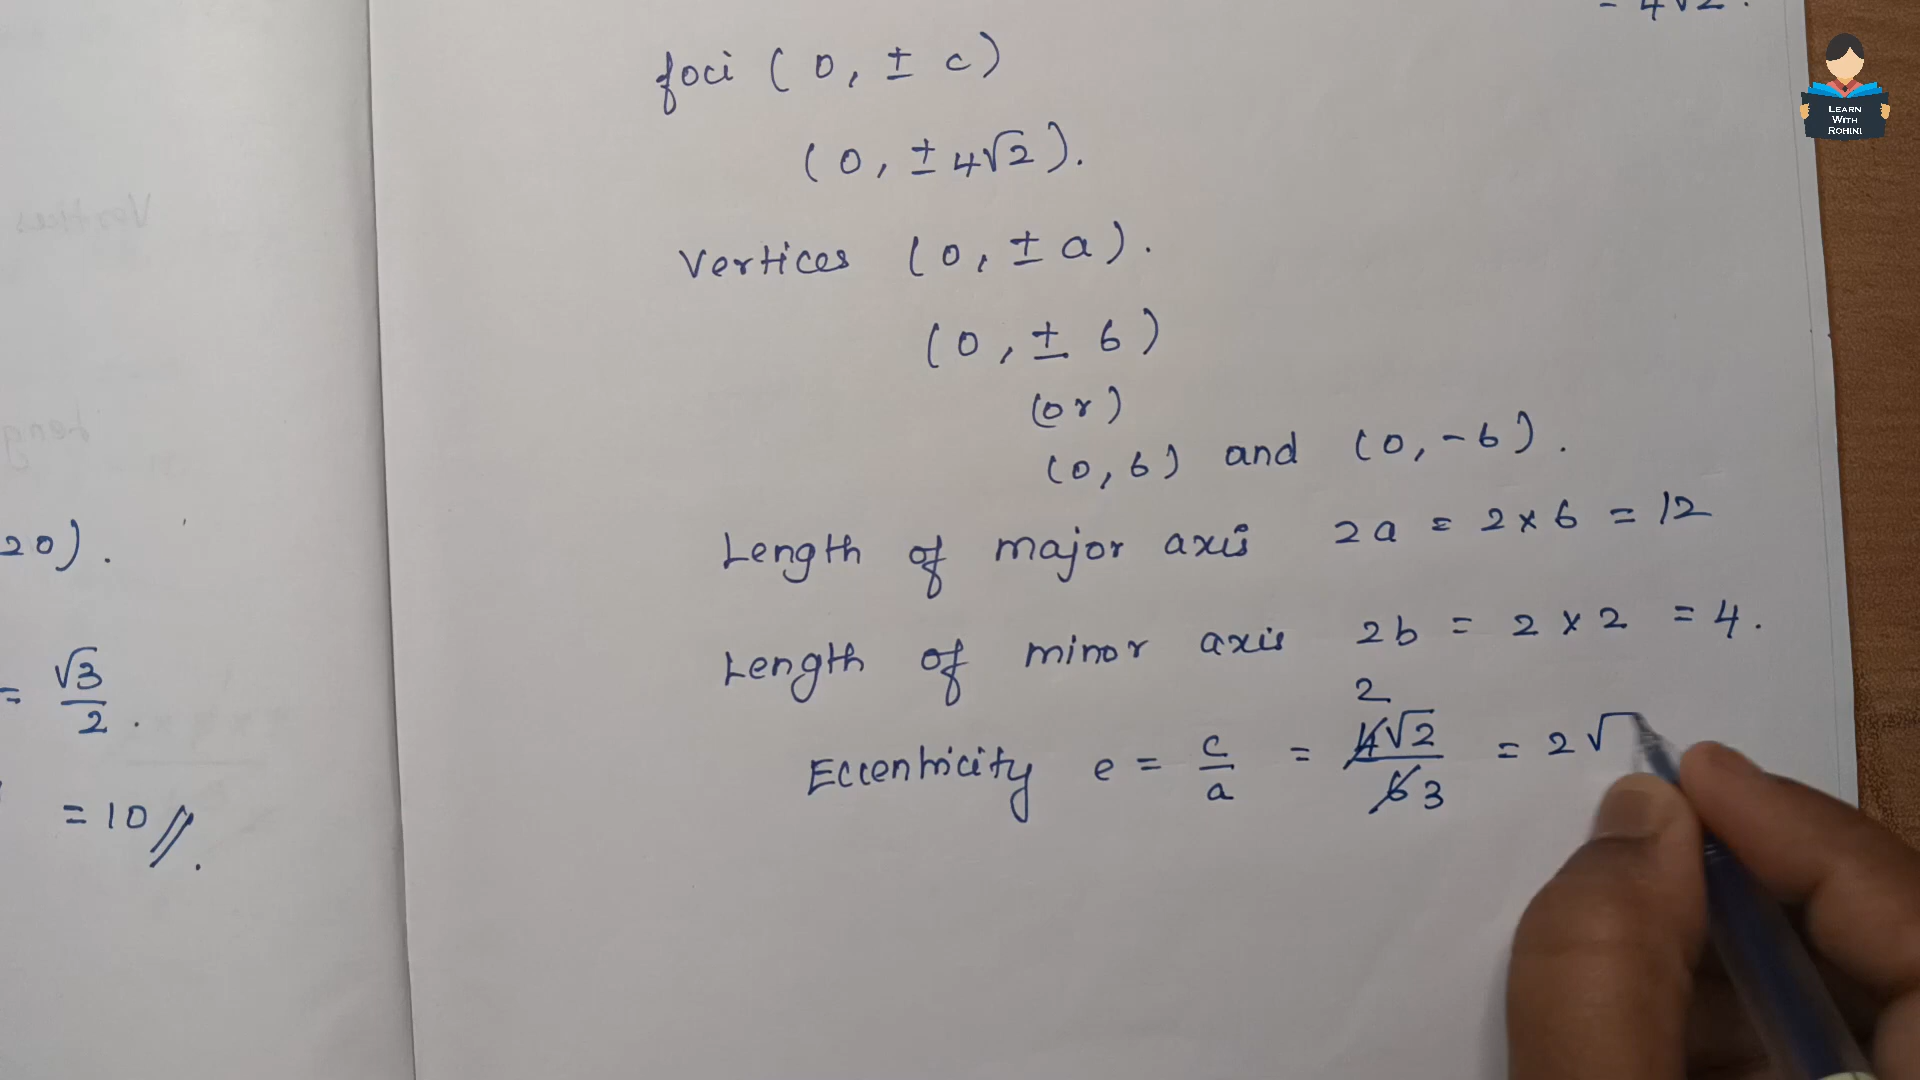 = 4√2.
LEARN
WITH
ROHINI
20).
= √3/2.
= 10//.
foci (0, ± c)
(0, ± 4√2).
Vertices (0, ± a).
(0, ± 6)
(or)
(0, 6) and (0, -6).
Length of major axis 2a = 2×6 = 12
Length of minor axis 2b = 2 × 2 = 4.
2
Eccentricity e = c/a = 4√2/6 3 = 2√